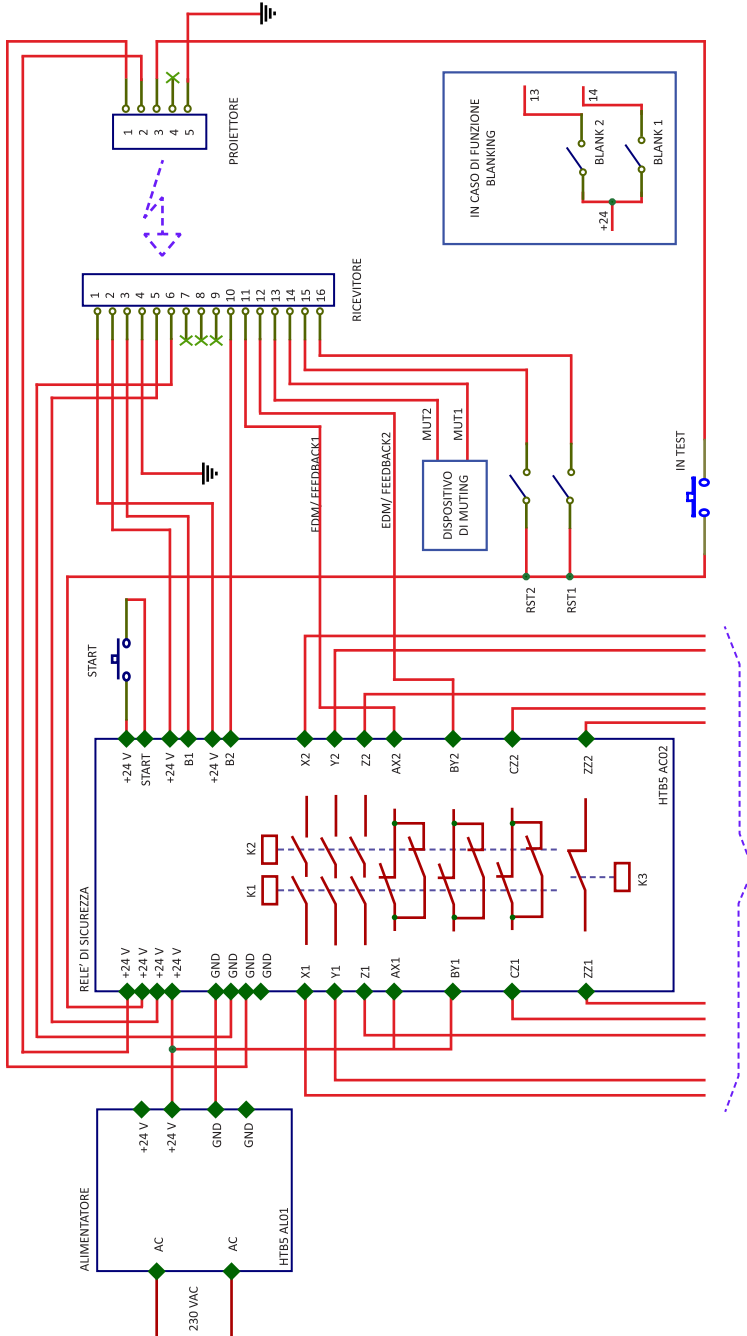 PROIETTORE
1
2
3
4
5
IN CASO DI FUNZIONE
BLANKING
13
14
BLANK 2
BLANK 1
+24
RICEVITORE
1
2
3
4
5
6
7
8
9
10
11
12
13
14
15
16
EDM/ FEEDBACK1
EDM/ FEEDBACK2
MUT2
MUT1
DISPOSITIVO
DI MUTING
IN TEST
RST2
RST1
START
+24 V
START
+24 V
B1
+24 V
B2
X2
Y2
Z2
AX2
BY2
CZ2
ZZ2
HTB5 AC02
K2
K1
K3
RELE' DI SICUREZZA
+24 V
+24 V
+24 V
+24 V
GND
GND
GND
GND
X1
Y1
Z1
AX1
BY1
CZ1
ZZ1
ALIMENTATORE
+24 V
+24 V
GND
GND
HTB5 AL01
AC
AC
230 VAC